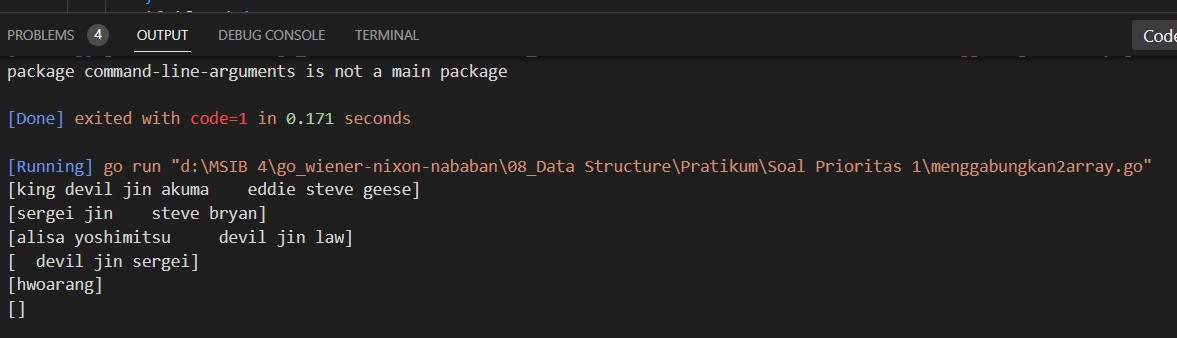 PROBLEMS 4 OUTPUT DEBUG CONSOLE TERMINAL Code
package command-line-arguments is not a main package
[Done] exited with code=1 in 0.171 seconds
[Running] go run "d:\MSIB 4\go_wiener-nixon-nababan\08_Data Structure\Pratikum\Soal Prioritas 1\menggabungkan2array.go"
[king devil jin akuma    eddie steve geese]
[sergei jin    steve bryan]
[alisa yoshimitsu     devil jin law]
[  devil jin sergei]
[hwoarang]
[]